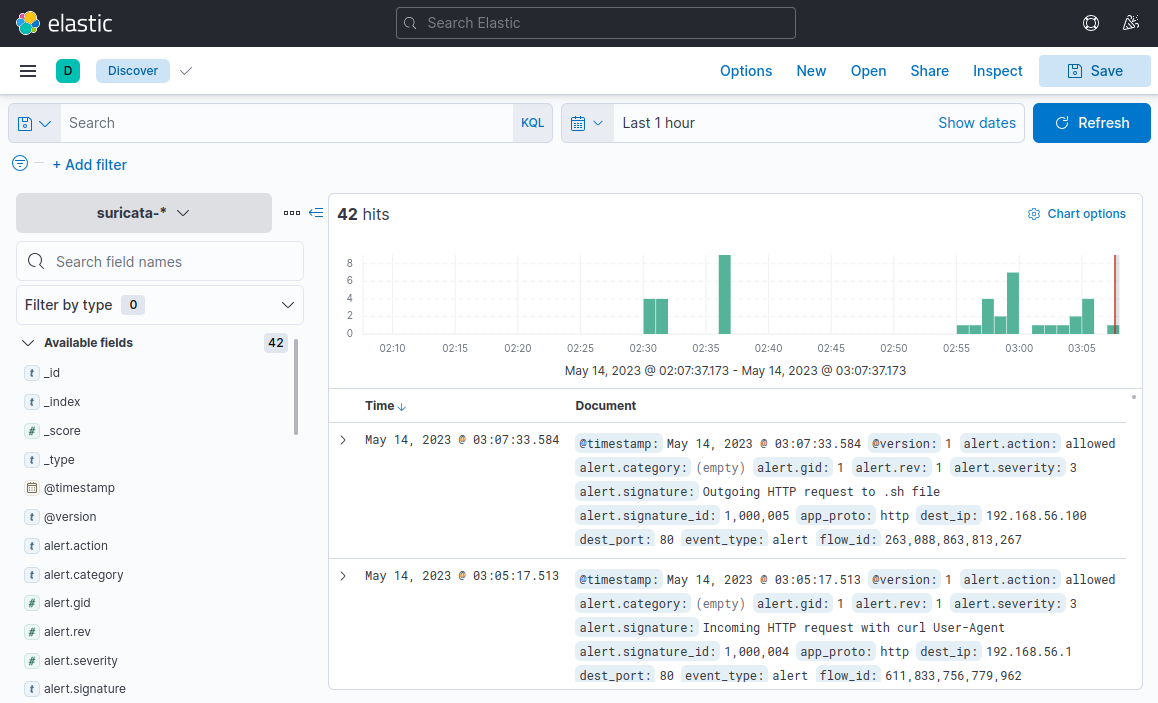 elastic
Search Elastic
D Discover Options New Open Share Inspect Save
Search KQL Last 1 hour Show dates Refresh
+ Add filter
suricata-*
Search field names
Filter by type 0
Available fields 42
t _id
t _index
# _score
t _type
@timestamp
t @version
t alert.action
t alert.category
# alert.gid
# alert.rev
# alert.severity
t alert.signature
42 hits Chart options
8
6
4
2
0
02:10 02:15 02:20 02:25 02:30 02:35 02:40 02:45 02:50 02:55 03:00 03:05
May 14, 2023 @ 02:07:37.173 - May 14, 2023 @ 03:07:37.173
Time Document
May 14, 2023 @ 03:07:33.584 @timestamp: May 14, 2023 @ 03:07:33.584 @version: 1 alert.action: allowed
alert.category: (empty) alert.gid: 1 alert.rev: 1 alert.severity: 3
alert.signature: Outgoing HTTP request to .sh file
alert.signature_id: 1,000,005 app_proto: http dest_ip: 192.168.56.100
dest_port: 80 event_type: alert flow_id: 263,088,863,813,267
May 14, 2023 @ 03:05:17.513 @timestamp: May 14, 2023 @ 03:05:17.513 @version: 1 alert.action: allowed
alert.category: (empty) alert.gid: 1 alert.rev: 1 alert.severity: 3
alert.signature: Incoming HTTP request with curl User-Agent
alert.signature_id: 1,000,004 app_proto: http dest_ip: 192.168.56.1
dest_port: 80 event_type: alert flow_id: 611,833,756,779,962